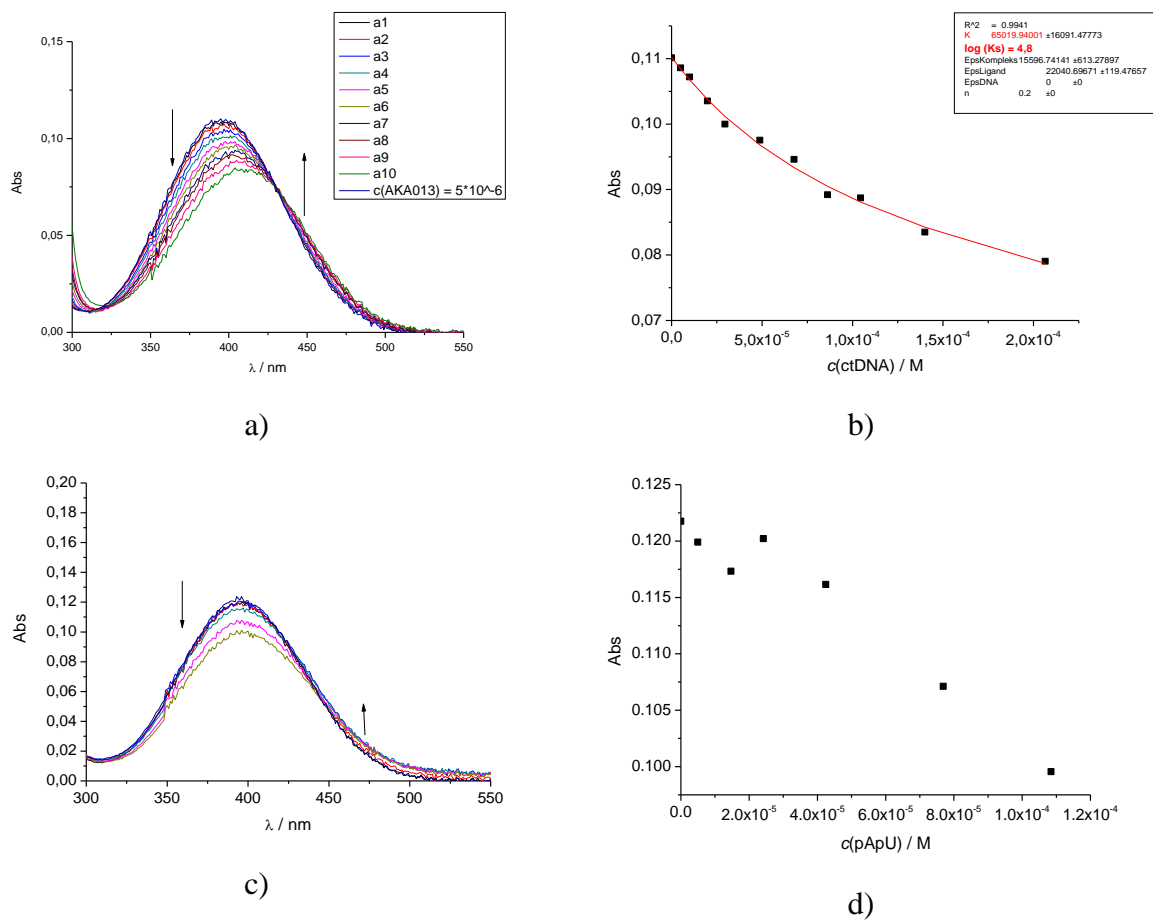 a1
a2
a3
a4
a5
a6
a7
a8
a9
a10
c(AKA013) = 5*10^-6
0,15
0,10
0,05
0,00
Abs
300 350 400 450 500 550
λ / nm
a)
R^2 = 0.9941
K 65019.94001 ±16091.47773
log (Ks) = 4,8
EpsKompleks15596.74141 ±613.27897
EpsLigand 22040.69671 ±119.47657
EpsDNA 0 ±0
n 0.2 ±0
0,11
0,10
0,09
0,08
0,07
Abs
0,0 5,0x10-5 1,0x10-4 1,5x10-4 2,0x10-4
c(ctDNA) / M
b)
0,20
0,18
0,16
0,14
0,12
0,10
0,08
0,06
0,04
0,02
0,00
Abs
300 350 400 450 500 550
λ / nm
c)
0.125
0.120
0.115
0.110
0.105
0.100
Abs
0.0 2.0x10-5 4.0x10-5 6.0x10-5 8.0x10-5 1.0x10-4 1.2x10-4
c(pApU) / M
d)